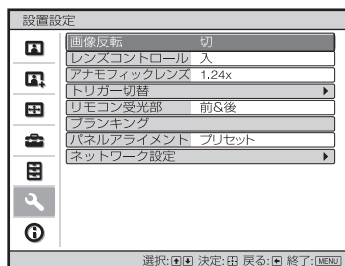 設置設定
画像反転 切
レンズコントロール 入
アナモフィックレンズ 1.24x
トリガー切替
リモコン受光部 前&後
ブランキング
パネルアライメント プリセット
ネットワーク設定
選択: 決定: 戻る: 終了:MENU